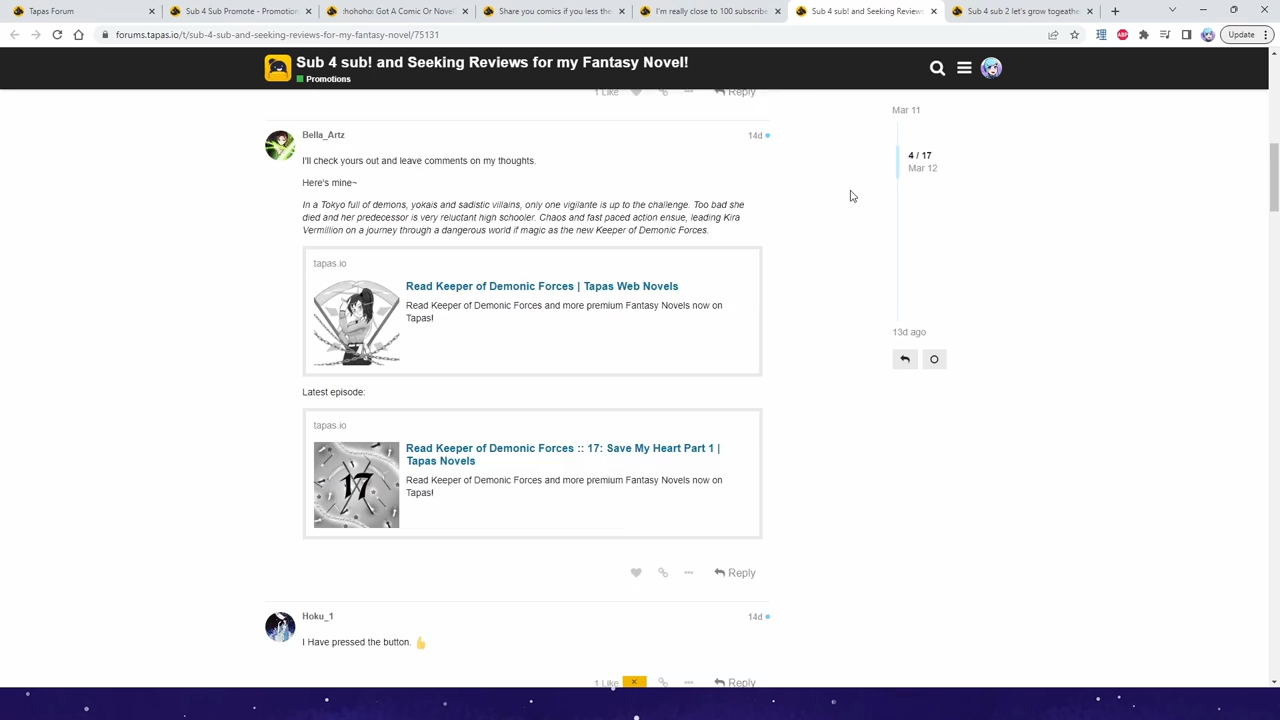 Tapas Forum
Sub 4 Sub Promote - Promotion
:hohoho: Got A Comic Or Novel
Share you comics if you less the
I'm really close to 100 subscribe
Sub 4 sub! and Seeking Reviews
Sub 4 sub 2 let's grow togeathe
forums.tapas.io/t/sub-4-sub-and-seeking-reviews-for-my-fantasy-novel/75131
理
ABP
Update
Sub 4 sub! and Seeking Reviews for my Fantasy Novel!
Promotions
1 Like
Reply
Mar 11
Bella_Artz
14d
4 / 17
Mar 12
I'll check yours out and leave comments on my thoughts.
Here's mine~
In a Tokyo full of demons, yokais and sadistic villains, only one vigilante is up to the challenge. Too bad she
died and her predecessor is very reluctant high schooler. Chaos and fast paced action ensue, leading Kira
Vermillion on a journey through a dangerous world if magic as the new Keeper of Demonic Forces.
tapas.io
Read Keeper of Demonic Forces | Tapas Web Novels
Read Keeper of Demonic Forces and more premium Fantasy Novels now on
Tapas!
13d ago
Latest episode:
tapas.io
Read Keeper of Demonic Forces :: 17: Save My Heart Part 1 |
Tapas Novels
Read Keeper of Demonic Forces and more premium Fantasy Novels now on
Tapas!
17
Reply
Hoku_1
14d
I Have pressed the button.
1 Like
Reply